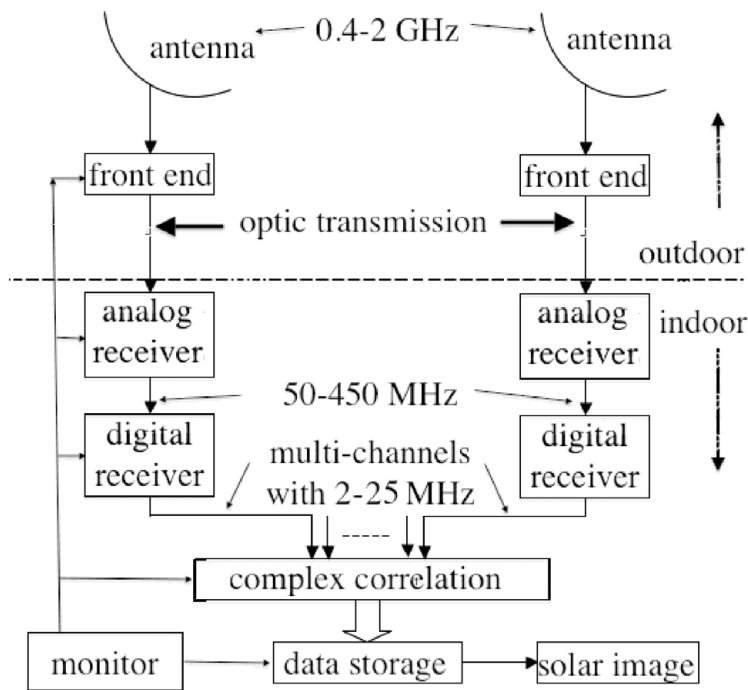 antenna
0.4-2 GHz
antenna
front end
front end
optic transmission
outdoor
analog
receiver
analog
receiver
indoor
50-450 MHz
digital
receiver
digital
receiver
multi-channels
with 2-25 MHz
complex correlation
monitor
data storage
solar image